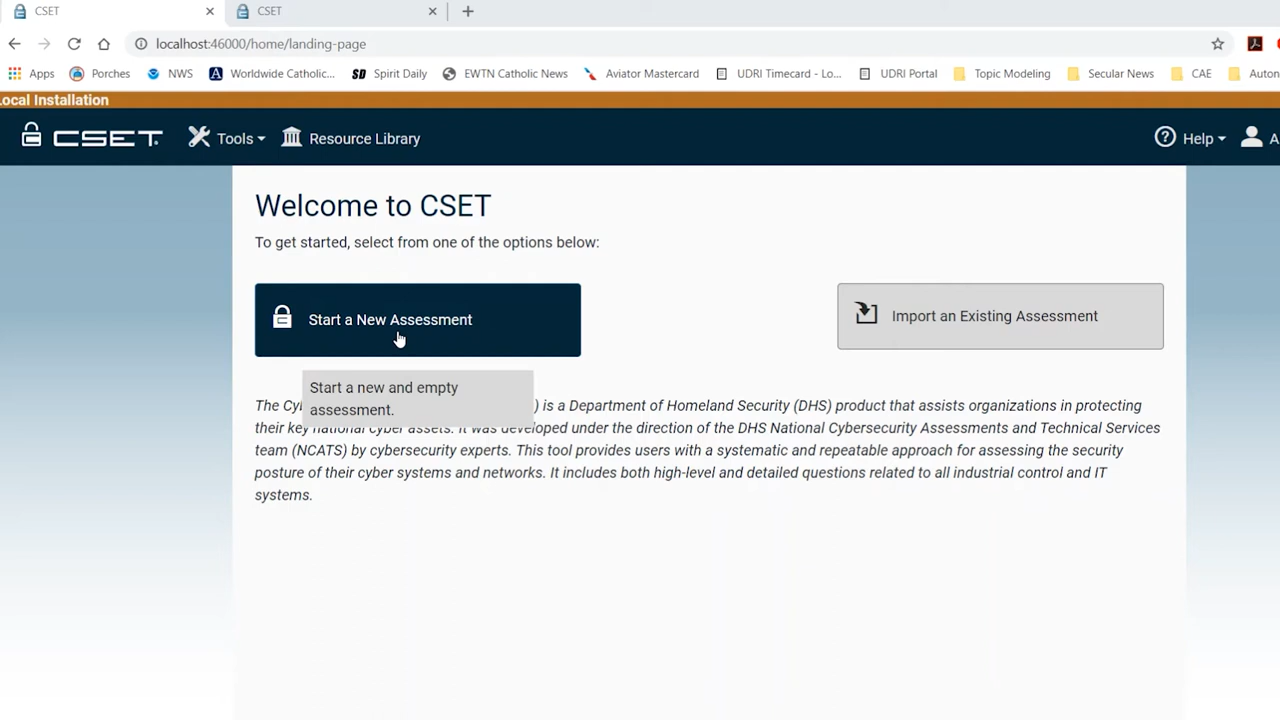 CSET
CSET
localhost:46000/home/landing-page
Apps Porches NWS Worldwide Catholic... SD Spirit Daily EWTN Catholic News Aviator Mastercard UDRI Timecard - Lo... UDRI Portal Topic Modeling Secular News CAE Auton
Local Installation
CSET Tools Resource Library Help A
Welcome to CSET
To get started, select from one of the options below:
Start a New Assessment
Import an Existing Assessment
Start a new and empty
assessment.
The Cy ) is a Department of Homeland Security (DHS) product that assists organizations in protecting
their key national cyber assets. It was developed under the direction of the DHS National Cybersecurity Assessments and Technical Services
team (NCATS) by cybersecurity experts. This tool provides users with a systematic and repeatable approach for assessing the security
posture of their cyber systems and networks. It includes both high-level and detailed questions related to all industrial control and IT
systems.